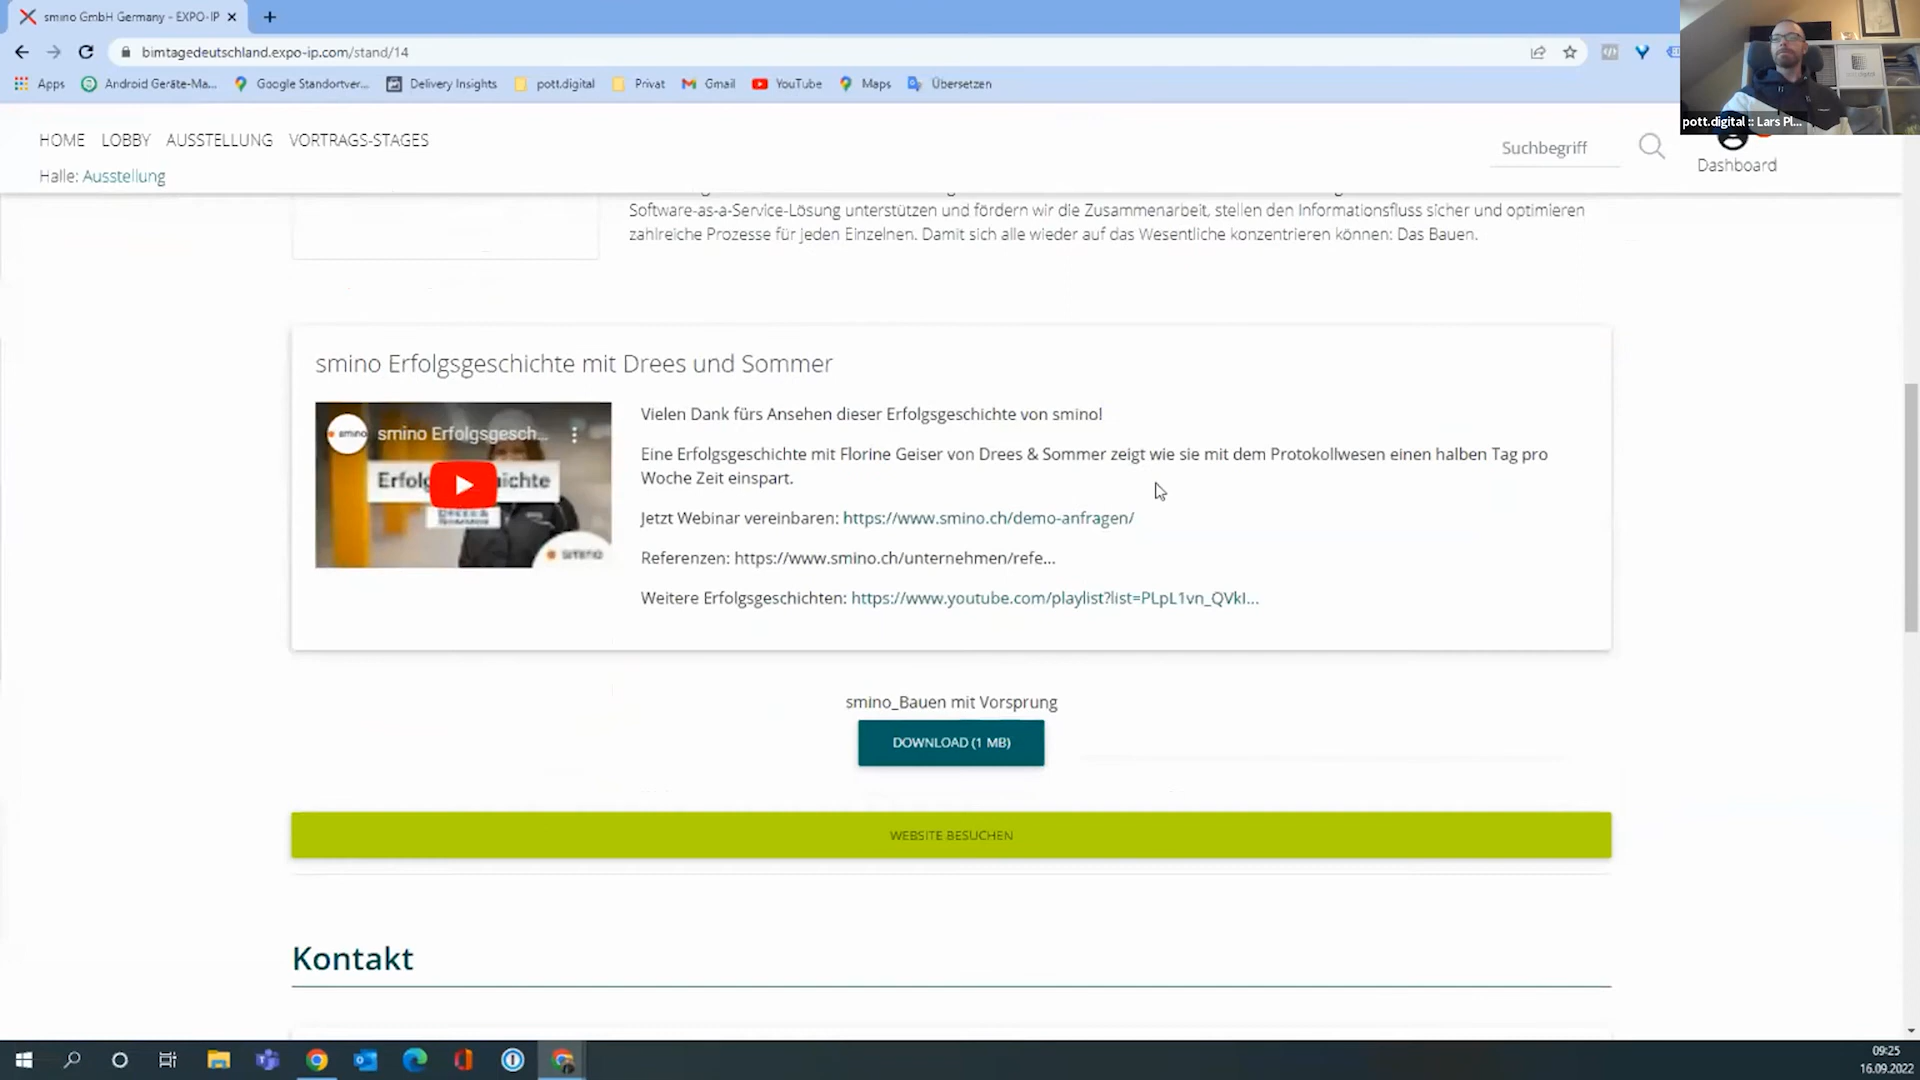 smino GmbH Germany - EXPO-IP
bimtagedeutschland.expo-ip.com/stand/14
Apps Android Geräte-Ma... Google Standortver... Delivery Insights pott.digital Privat Gmail YouTube Maps Übersetzen
pott.digital :: Lars Pl...
HOME LOBBY AUSSTELLUNG VORTRAGS-STAGES
Suchbegriff
Dashboard
Halle: Ausstellung
Software-as-a-Service-Lösung unterstützen und fördern wir die Zusammenarbeit, stellen den Informationsfluss sicher und optimieren
zahlreiche Prozesse für jeden Einzelnen. Damit sich alle wieder auf das Wesentliche konzentrieren können: Das Bauen.
smino Erfolgsgeschichte mit Drees und Sommer
smino smino Erfolgsgesch...
smino
Vielen Dank fürs Ansehen dieser Erfolgsgeschichte von smino!
Eine Erfolgsgeschichte mit Florine Geiser von Drees & Sommer zeigt wie sie mit dem Protokollwesen einen halben Tag pro
Woche Zeit einspart.
Jetzt Webinar vereinbaren: https://www.smino.ch/demo-anfragen/
Referenzen: https://www.smino.ch/unternehmen/refe...
Weitere Erfolgsgeschichten: https://www.youtube.com/playlist?list=PLpL1vn_QVkI...
smino_Bauen mit Vorsprung
DOWNLOAD (1 MB)
WEBSITE BESUCHEN
Kontakt
09:25
16.09.2022